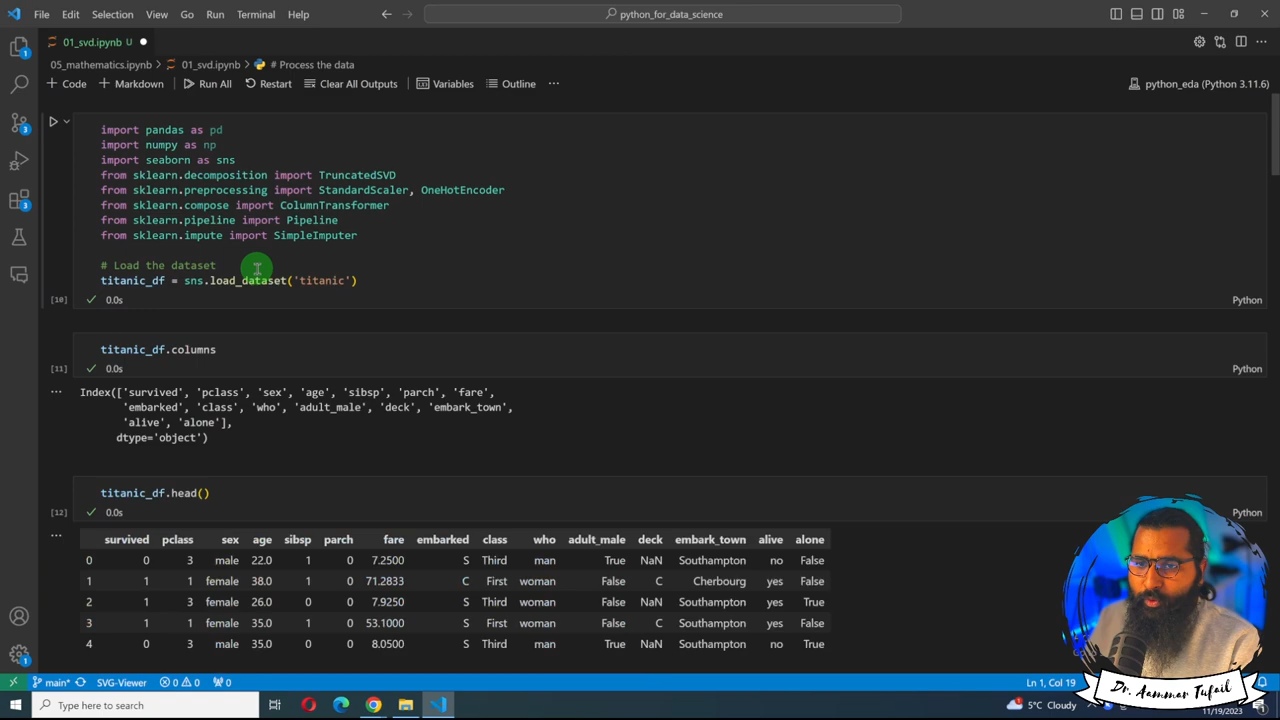 File Edit Selection View Go Run Terminal Help
python_for_data_science
01_svd.ipynb U
05_mathematics.ipynb > 01_svd.ipynb > # Process the data
+ Code + Markdown Run All Restart Clear All Outputs Variables Outline ...
python_eda (Python 3.11.6)
import pandas as pd
import numpy as np
import seaborn as sns
from sklearn.decomposition import TruncatedSVD
from sklearn.preprocessing import StandardScaler, OneHotEncoder
from sklearn.compose import ColumnTransformer
from sklearn.pipeline import Pipeline
from sklearn.impute import SimpleImputer
# Load the dataset
titanic_df = sns.load_dataset('titanic')
[10] 0.0s Python
titanic_df.columns
[11] 0.0s Python
Index(['survived', 'pclass', 'sex', 'age', 'sibsp', 'parch', 'fare',
'embarked', 'class', 'who', 'adult_male', 'deck', 'embark_town',
'alive', 'alone'],
dtype='object')
titanic_df.head()
[12] 0.0s Python
survived pclass sex age sibsp parch fare embarked class who adult_male deck embark_town alive alone
0 0 3 male 22.0 1 0 7.2500 S Third man True NaN Southampton no False
1 1 1 female 38.0 1 0 71.2833 C First woman False C Cherbourg yes False
2 1 3 female 26.0 0 0 7.9250 S Third woman False NaN Southampton yes True
3 1 1 female 35.0 1 0 53.1000 S First woman False C Southampton yes False
4 0 3 male 35.0 0 0 8.0500 S Third man True NaN Southampton no True
Dr. Aammar Tufail
main* SVG-Viewer 0 0 0 Ln 1, Col 19
Type here to search
5°C Cloudy
11/19/2023